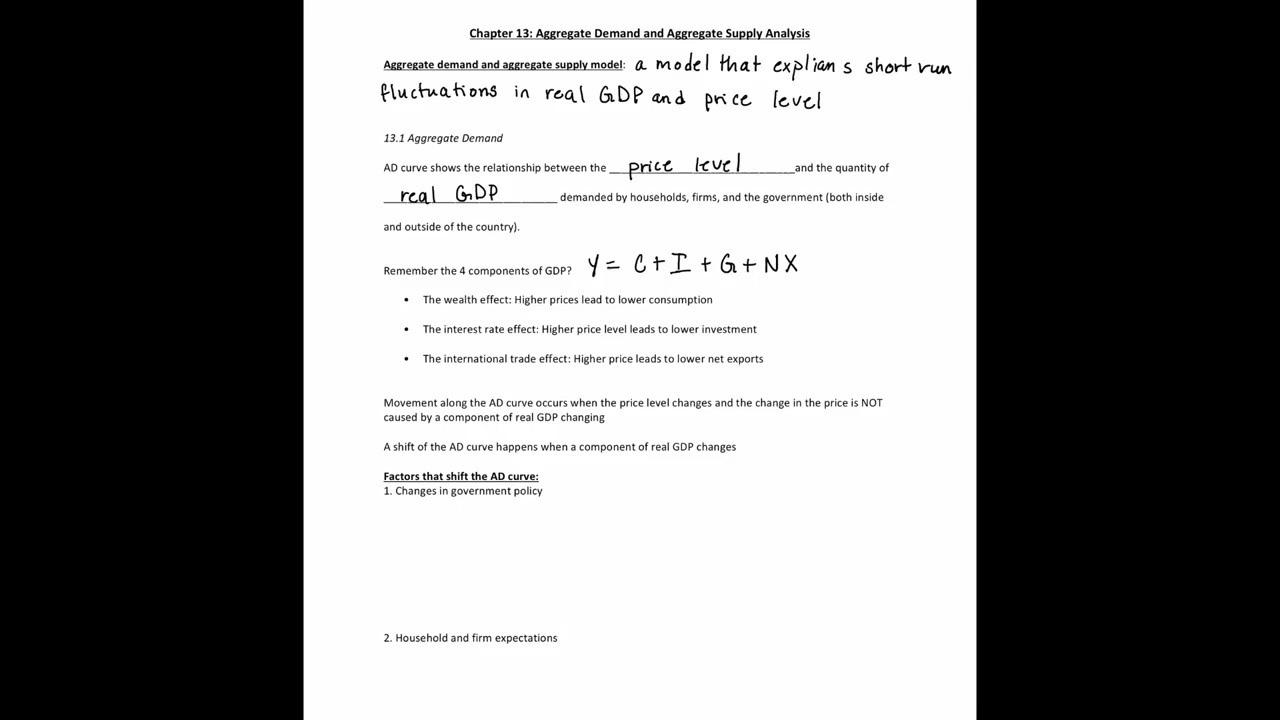 Chapter 13: Aggregate Demand and Aggregate Supply Analysis
Aggregate demand and aggregate supply model: a model that explians short run
fluctuations in real GDP and price level
13.1 Aggregate Demand
AD curve shows the relationship between the price level and the quantity of
real GDP demanded by households, firms, and the government (both inside
and outside of the country).
Remember the 4 components of GDP? Y = C + I + G + NX
• The wealth effect: Higher prices lead to lower consumption
• The interest rate effect: Higher price level leads to lower investment
• The international trade effect: Higher price leads to lower net exports
Movement along the AD curve occurs when the price level changes and the change in the price is NOT
caused by a component of real GDP changing
A shift of the AD curve happens when a component of real GDP changes
Factors that shift the AD curve:
1. Changes in government policy
2. Household and firm expectations